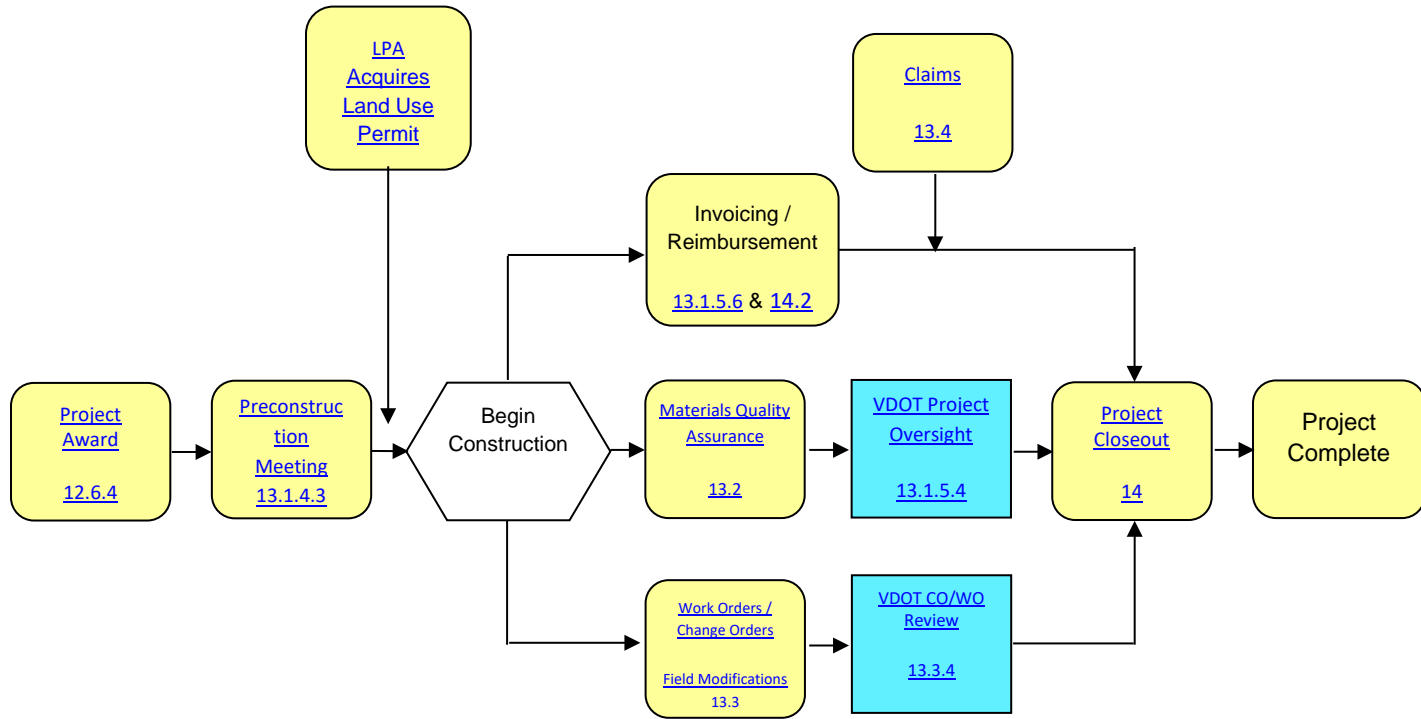 LPA
Acquires
Land Use
Permit
Claims
13.4
Invoicing /
Reimbursement
13.1.5.6 & 14.2
Project
Award
12.6.4
Preconstruc
tion
Meeting
13.1.4.3
Begin
Construction
Materials Quality
Assurance
13.2
VDOT Project
Oversight
13.1.5.4
Project
Closeout
14
Project
Complete
Work Orders /
Change Orders
Field Modifications
13.3
VDOT CO/WO
Review
13.3.4